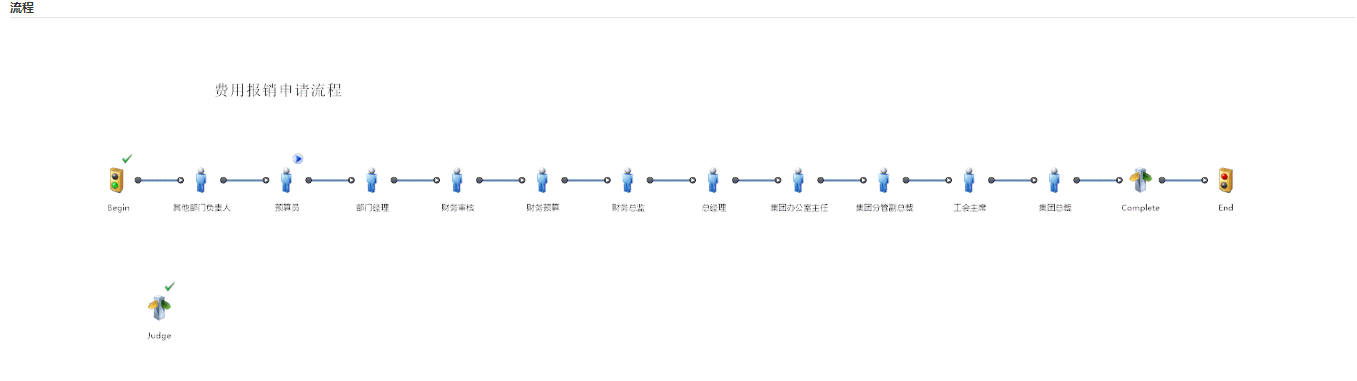 流程
费用报销申请流程
Begin 其他部门负责人 预算员 部门经理 财务审核 财务预算 财务总监 总经理 集团办公室主任 集团分管副总裁 工会主席 集团总裁 Complete End
Judge